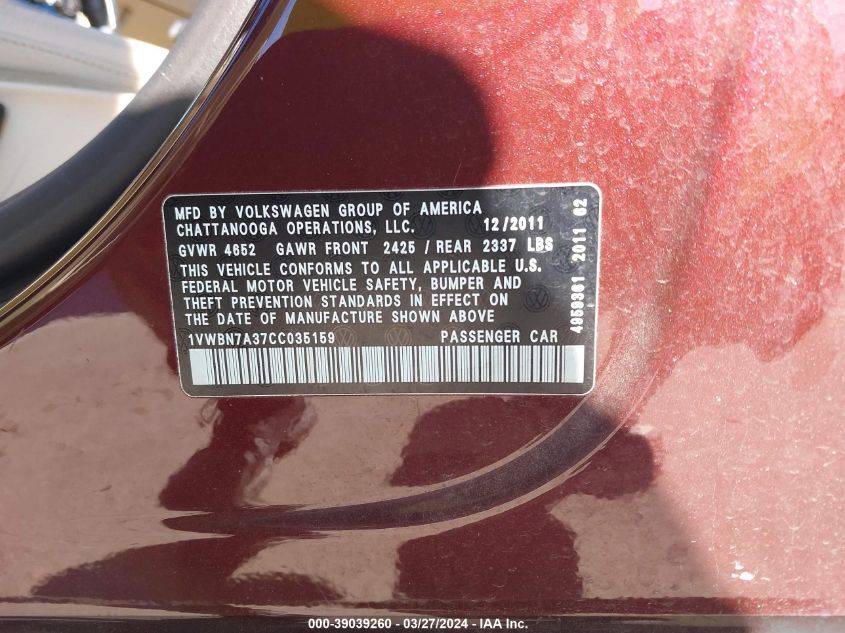 MFD BY VOLKSWAGEN GROUP OF AMERICA
CHATTANOOGA OPERATIONS, LLC. 12/2011
GVWR 4652 GAWR FRONT 2425 / REAR 2337 LBS
THIS VEHICLE CONFORMS TO ALL APPLICABLE U.S.
FEDERAL MOTOR VEHICLE SAFETY, BUMPER AND
THEFT PREVENTION STANDARDS IN EFFECT ON
THE DATE OF MANUFACTURE SHOWN ABOVE
1VWBN7A37CC035159 PASSENGER CAR
4959361 2011 02
000-39039260 - 03/27/2024 - IAA Inc.